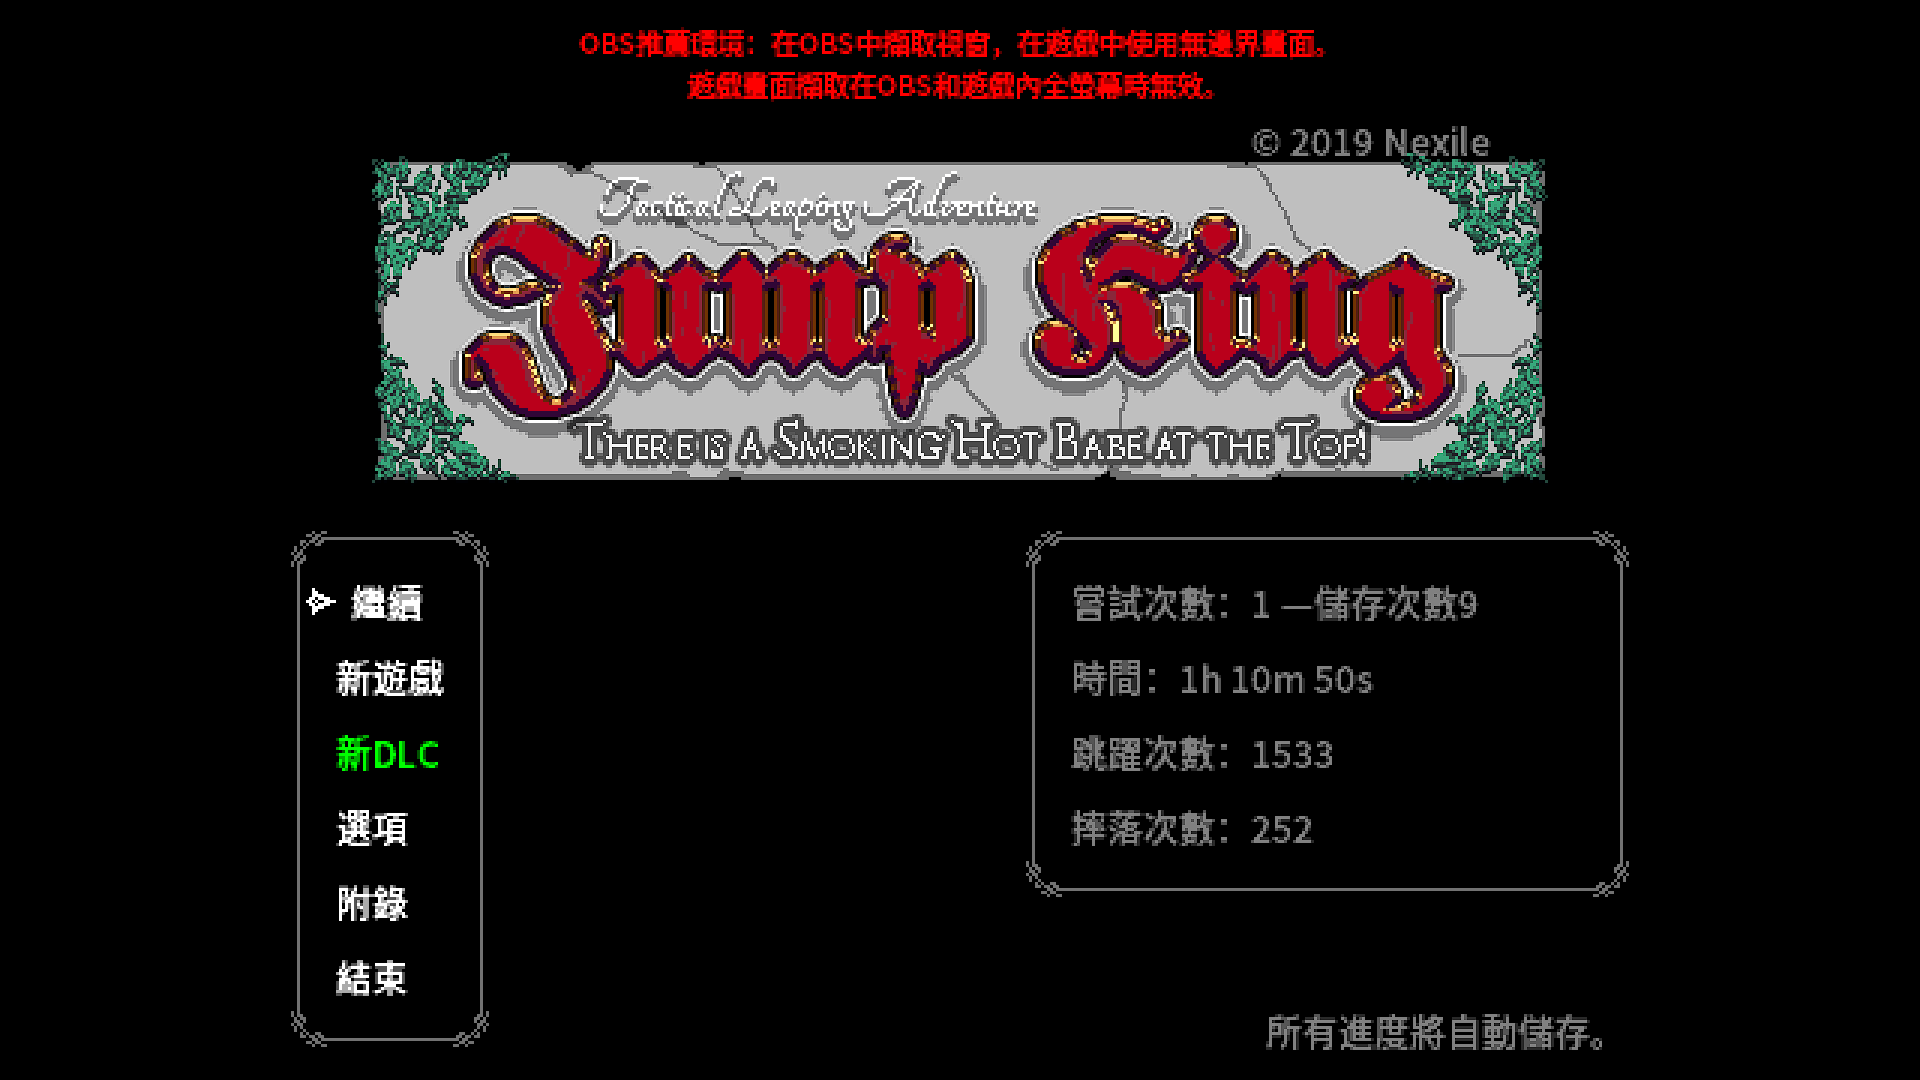 OBS推薦環境：在OBS中擷取視窗，在遊戲中使用無邊界畫面。
遊戲畫面擷取在OBS和遊戲內全螢幕時無效。
© 2019 Nexile
Tactical Leaping Adventure
Jump King
THERE IS A SMOKING HOT BABE AT THE TOP!
繼續
新遊戲
新DLC
選項
附錄
結束
嘗試次數：1 —儲存次數9
時間：1h 10m 50s
跳躍次數：1533
摔落次數：252
所有進度將自動儲存。